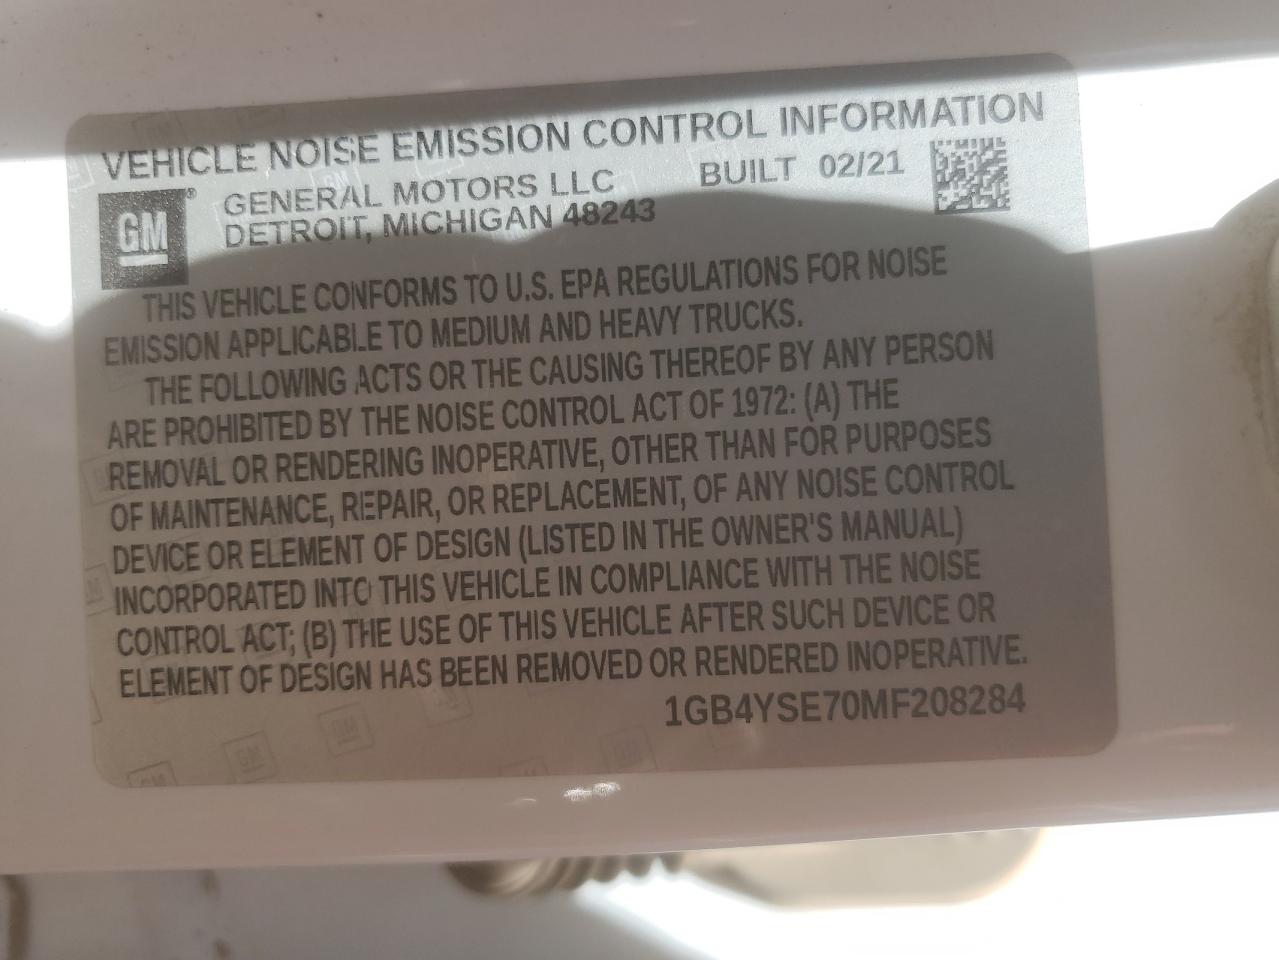 VEHICLE NOISE EMISSION CONTROL INFORMATION
GM®
GENERAL MOTORS LLC
DETROIT, MICHIGAN 48243
BUILT 02/21
THIS VEHICLE CONFORMS TO U.S. EPA REGULATIONS FOR NOISE
EMISSION APPLICABLE TO MEDIUM AND HEAVY TRUCKS.
THE FOLLOWING ACTS OR THE CAUSING THEREOF BY ANY PERSON
ARE PROHIBITED BY THE NOISE CONTROL ACT OF 1972: (A) THE
REMOVAL OR RENDERING INOPERATIVE, OTHER THAN FOR PURPOSES
OF MAINTENANCE, REPAIR, OR REPLACEMENT, OF ANY NOISE CONTROL
DEVICE OR ELEMENT OF DESIGN (LISTED IN THE OWNER'S MANUAL)
INCORPORATED INTO THIS VEHICLE IN COMPLIANCE WITH THE NOISE
CONTROL ACT; (B) THE USE OF THIS VEHICLE AFTER SUCH DEVICE OR
ELEMENT OF DESIGN HAS BEEN REMOVED OR RENDERED INOPERATIVE.
1GB4YSE70MF208284